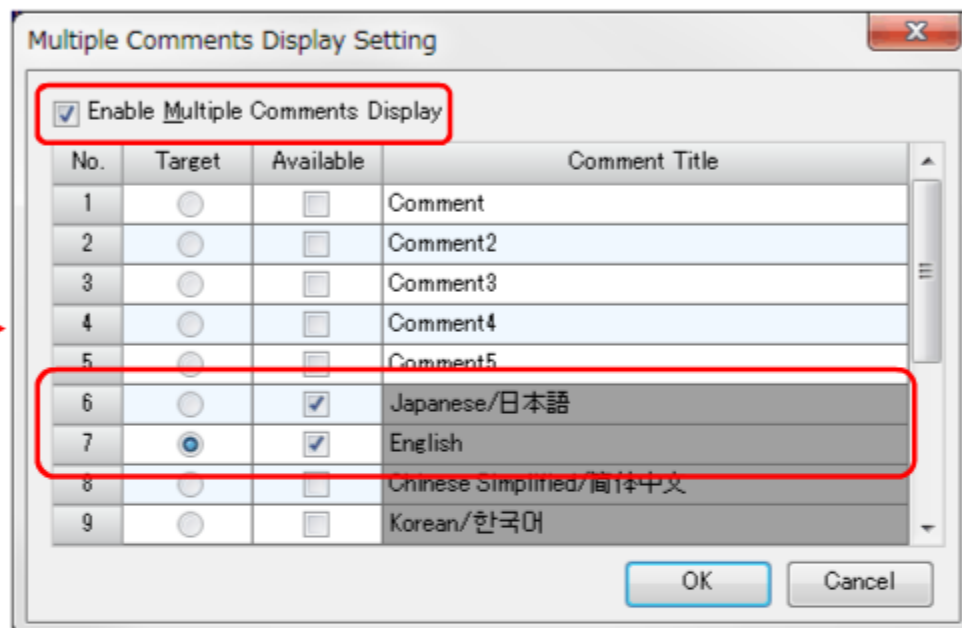 Multiple Comments Display Setting
Enable Multiple Comments Display
No. Target Available Comment Title
1 Comment
2 Comment2
3 Comment3
4 Comment4
5 Comment5
6 Japanese/日本語
7 English
8 Chinese Simplified/简体中文
9 Korean/한국어
OK Cancel